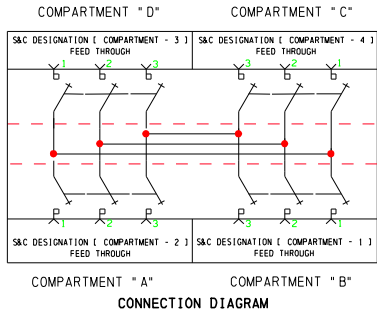 COMPARTMENT "D" COMPARTMENT "C"
S&C DESIGNATION [ COMPARTMENT - 3 ] S&C DESIGNATION [ COMPARTMENT - 4 ]
FEED THROUGH FEED THROUGH
1 2 3 3 2 1
1 2 3 3 2 1
S&C DESIGNATION [ COMPARTMENT - 2 ] S&C DESIGNATION [ COMPARTMENT - 1 ]
FEED THROUGH FEED THROUGH
COMPARTMENT "A" COMPARTMENT "B"
CONNECTION DIAGRAM